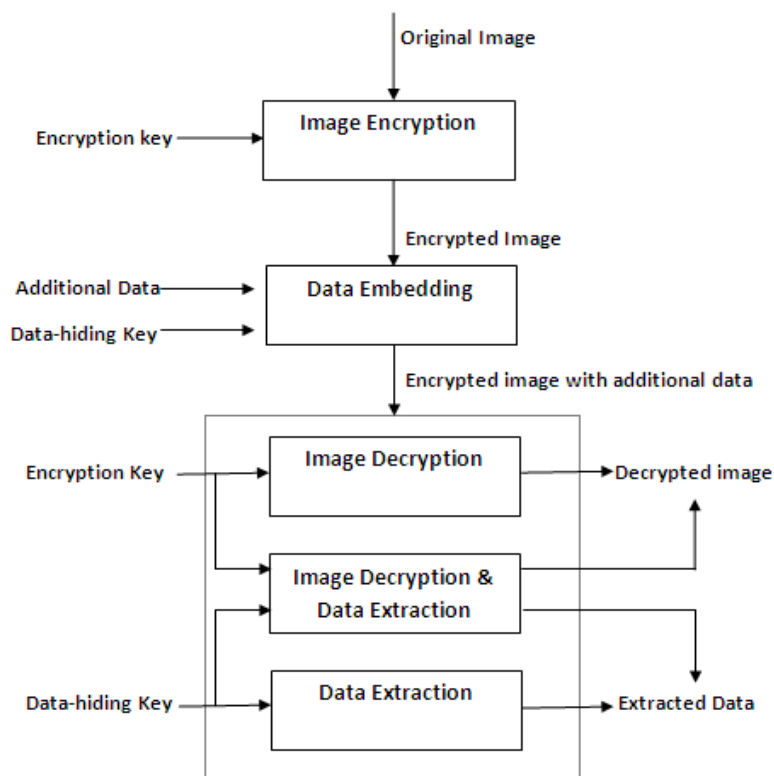 Original Image
Image Encryption
Encryption key
Encrypted Image
Additional Data
Data Embedding
Data-hiding Key
Encrypted image with additional data
Image Decryption
Encryption Key
Decrypted image
Image Decryption &
Data Extraction
Data Extraction
Data-hiding Key
Extracted Data